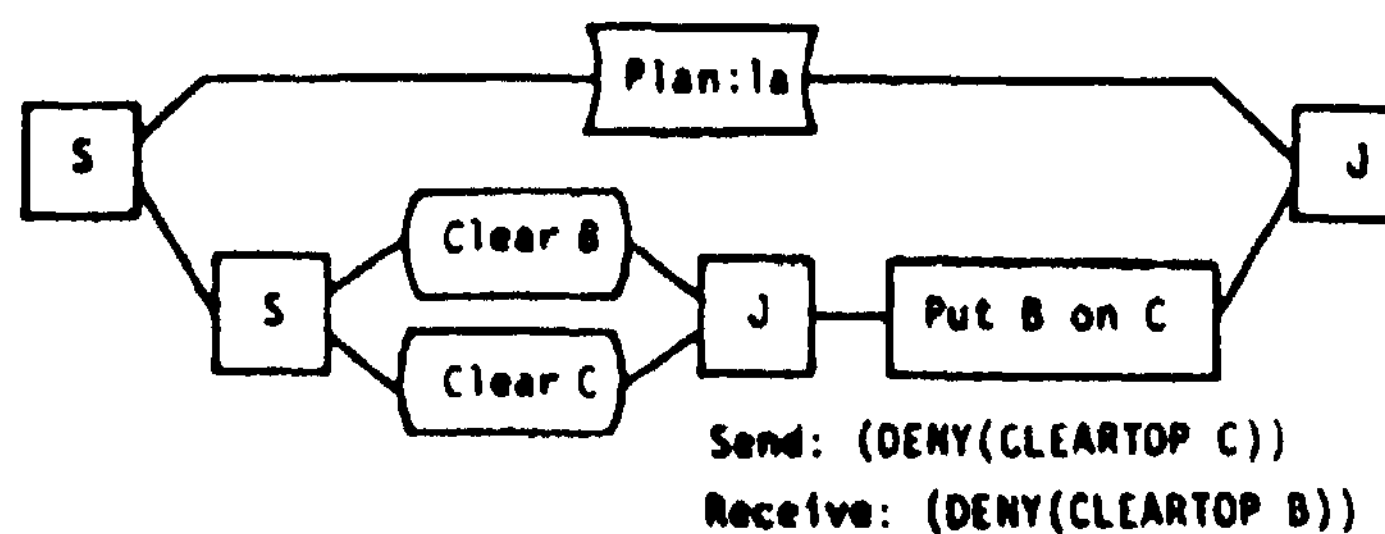 Plan:1a
S
J
Clear B
S
J
Put B on C
Clear C
Send: (DENY(CLEARTOP C))
Receive: (DENY(CLEARTOP B))